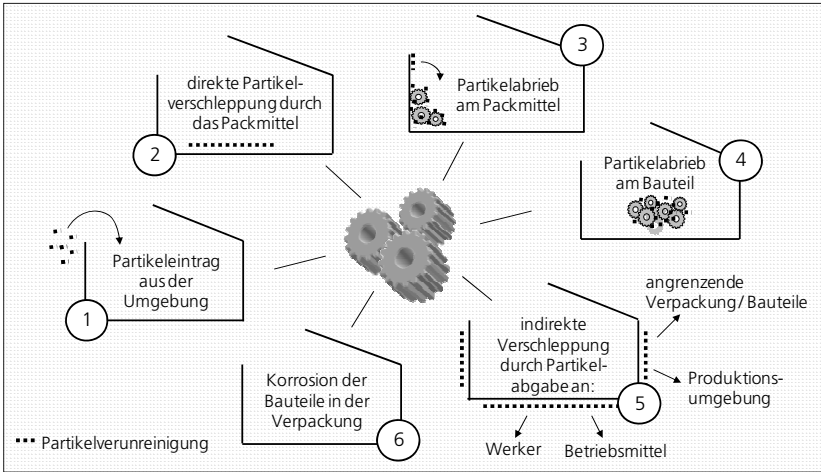 direkte Partikel-
verschleppung durch
das Packmittel
2
3
Partikelabrieb
am Packmittel
4
Partikelabrieb
am Bauteil
Partikeleintrag
aus der
Umgebung
1
angrenzende
Verpackung/Bauteile
indirekte
Verschleppung
durch Partikel-
abgabe an:
5
Produktions-
umgebung
Werker
Betriebsmittel
Korrosion der
Bauteile in der
Verpackung
6
Partikelverunreinigung